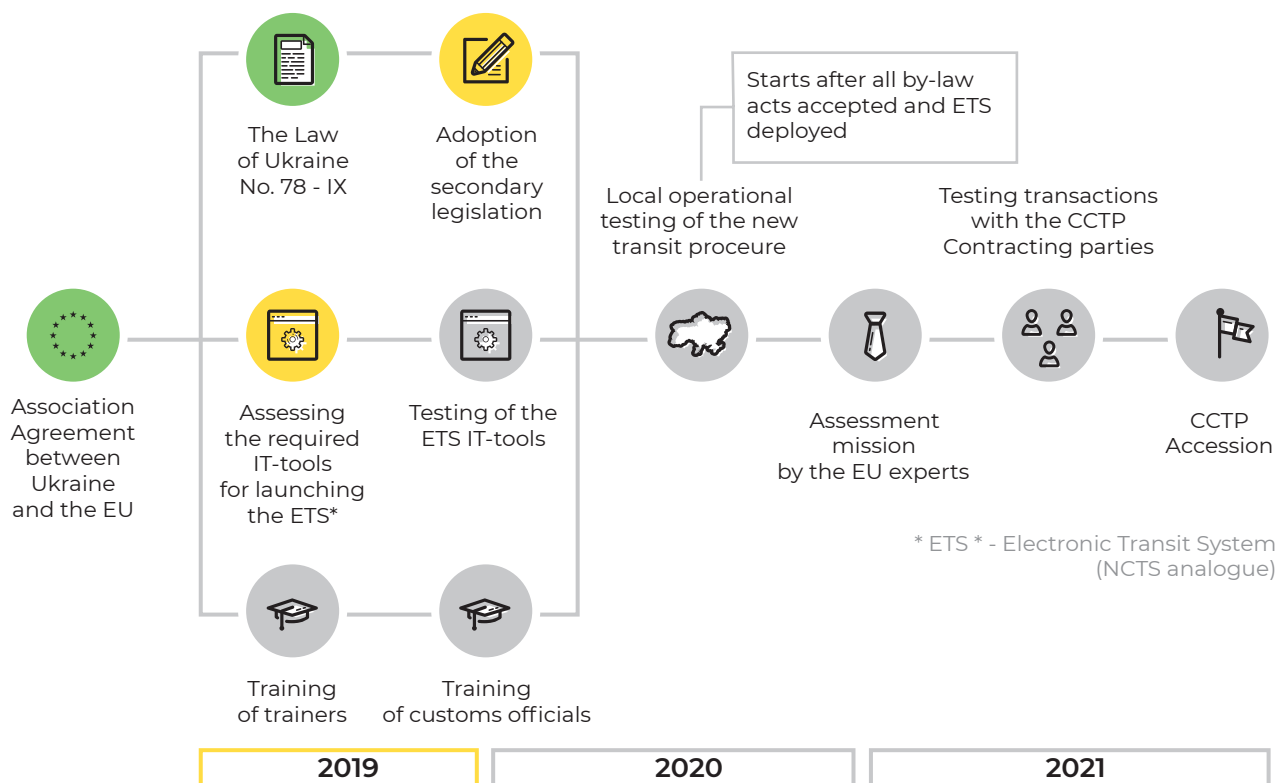 Starts after all by-law
acts accepted and ETS
deployed
The Law
of Ukraine
No. 78 - IX
Adoption
of the
secondary
legislation
Local operational
testing of the new
transit proceure
Testing transactions
with the CCTP
Contracting parties
Association
Agreement
between
Ukraine
and the EU
Assessing
the required
IT-tools
for launching
the ETS*
Testing of the
ETS IT-tools
Assessment
mission
by the EU experts
CCTP
Accession
* ETS * - Electronic Transit System
(NCTS analogue)
Training
of trainers
Training
of customs officials
2019
2020
2021